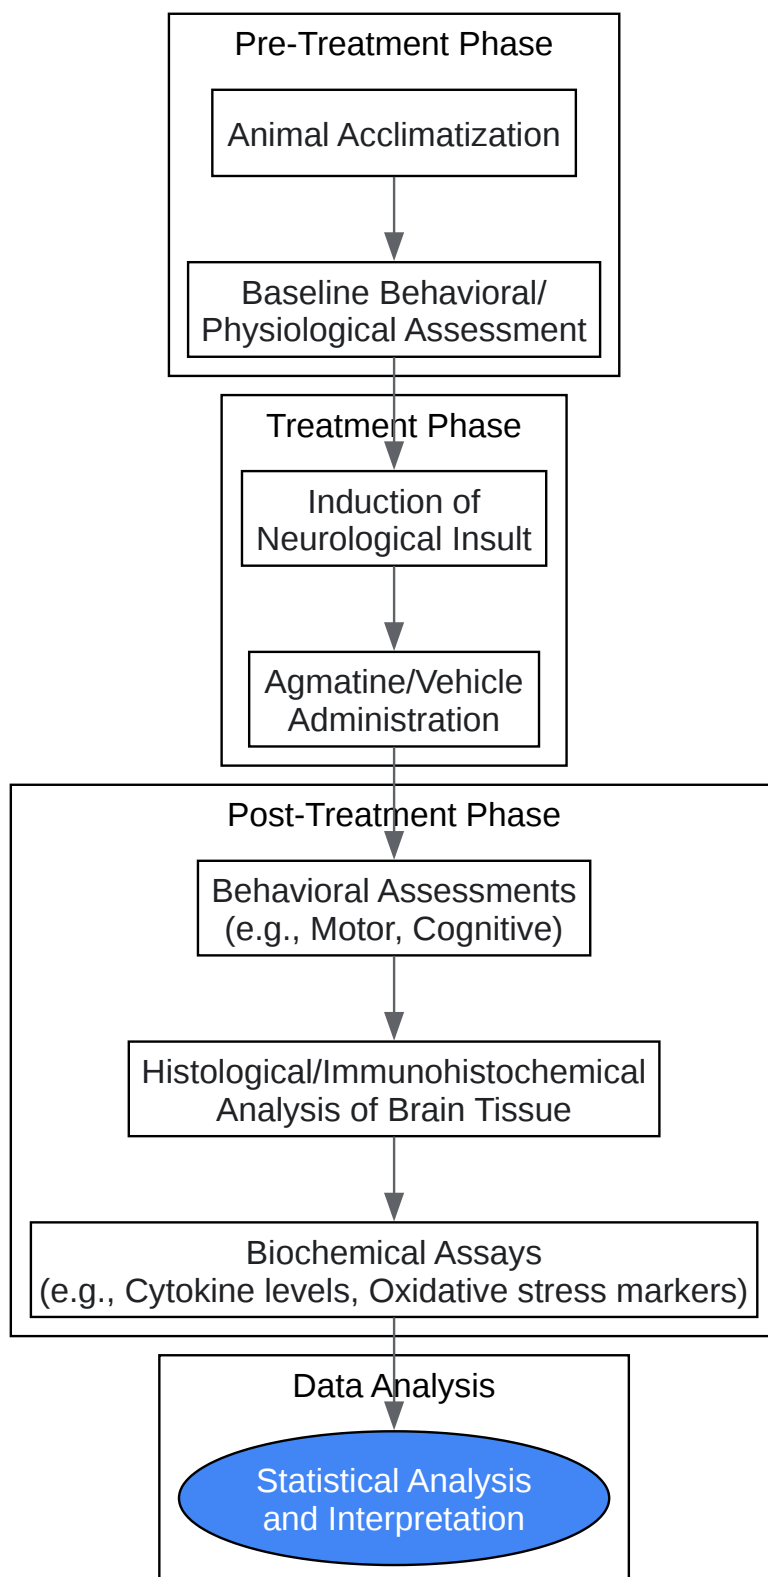 Pre-Treatment Phase
Animal Acclimatization
Baseline Behavioral/
Physiological Assessment
Treatment Phase
Induction of
Neurological Insult
Agmatine/Vehicle
Administration
Post-Treatment Phase
Behavioral Assessments
(e.g., Motor, Cognitive)
Histological/Immunohistochemical
Analysis of Brain Tissue
Biochemical Assays
(e.g., Cytokine levels, Oxidative stress markers)
Data Analysis
Statistical Analysis
and Interpretation